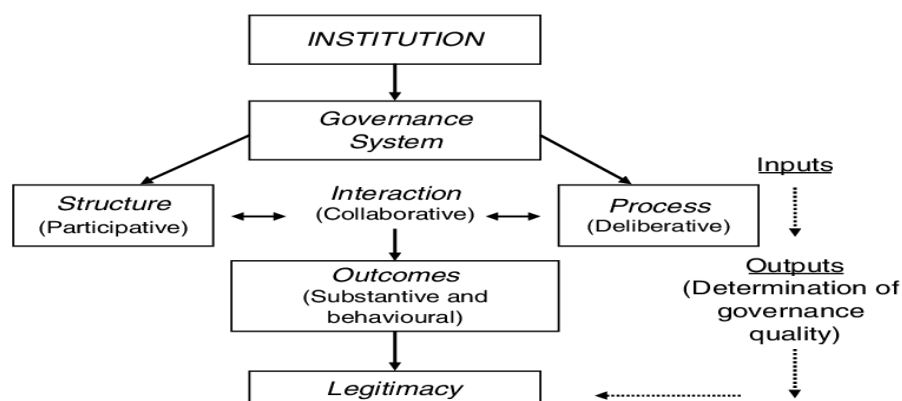 INSTITUTION
Governance
System
Inputs
Structure
(Participative)
Interaction
(Collaborative)
Process
(Deliberative)
Outcomes
(Substantive and
behavioural)
Outputs
(Determination of
governance
quality)
Legitimacy